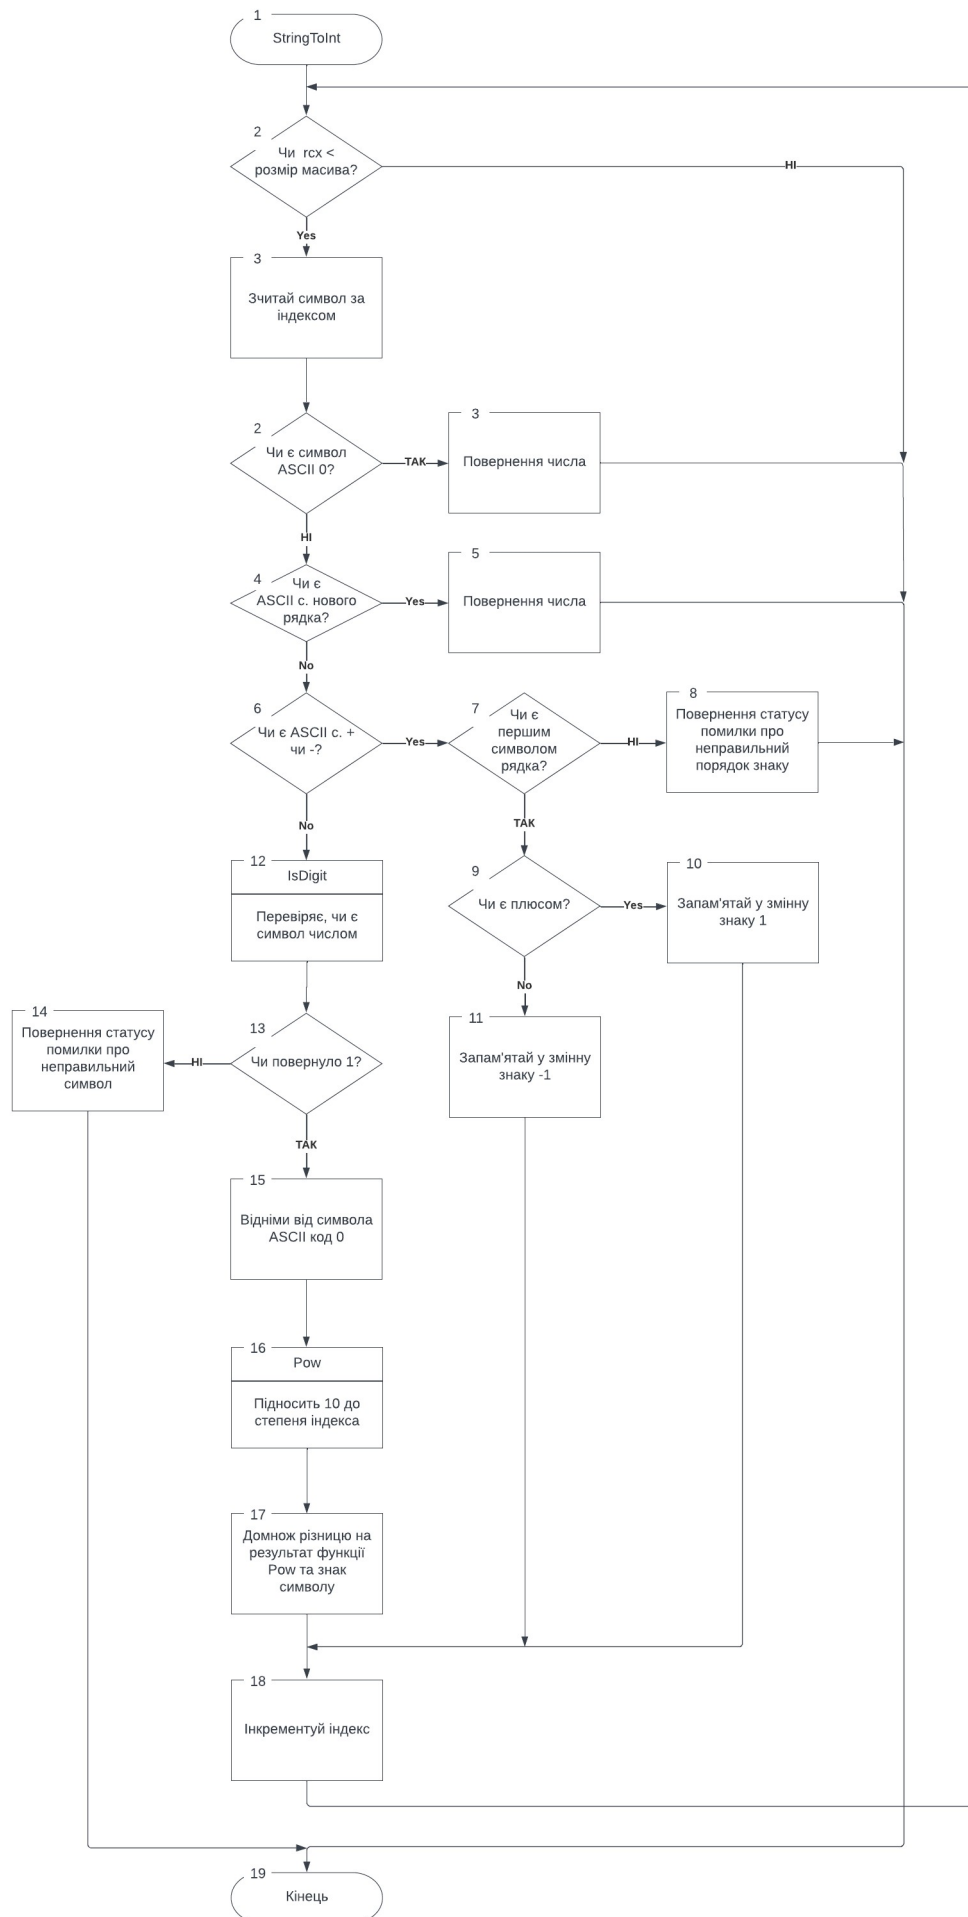 1
StringToInt
2
Чи rcx <
розмір масива?
НІ
Yes
3
Зчитай символ за
індексом
2
Чи є символ
ASCII 0?
ТАК
3
Повернення числа
НІ
4
Чи є
ASCII с. нового
рядка?
Yes
5
Повернення числа
No
6
Чи є ASCII с. +
чи -?
Yes
7
Чи є
першим
символом
рядка?
НІ
8
Повернення статусу
помилки про
неправильний
порядок знаку
No
ТАК
12
IsDigit
Перевіряє, чи є
символ числом
9
Чи є плюсом?
Yes
10
Запам'ятай у змінну
знаку 1
No
14
Повернення статусу
помилки про
неправильний
символ
НІ
13
Чи повернуло 1?
11
Запам'ятай у змінну
знаку -1
ТАК
15
Відніми від символа
ASCII код 0
16
Pow
Підносить 10 до
степеня індекса
17
Домнож різницю на
результат функції
Pow та знак
символу
18
Інкрементуй індекс
19
Кінець